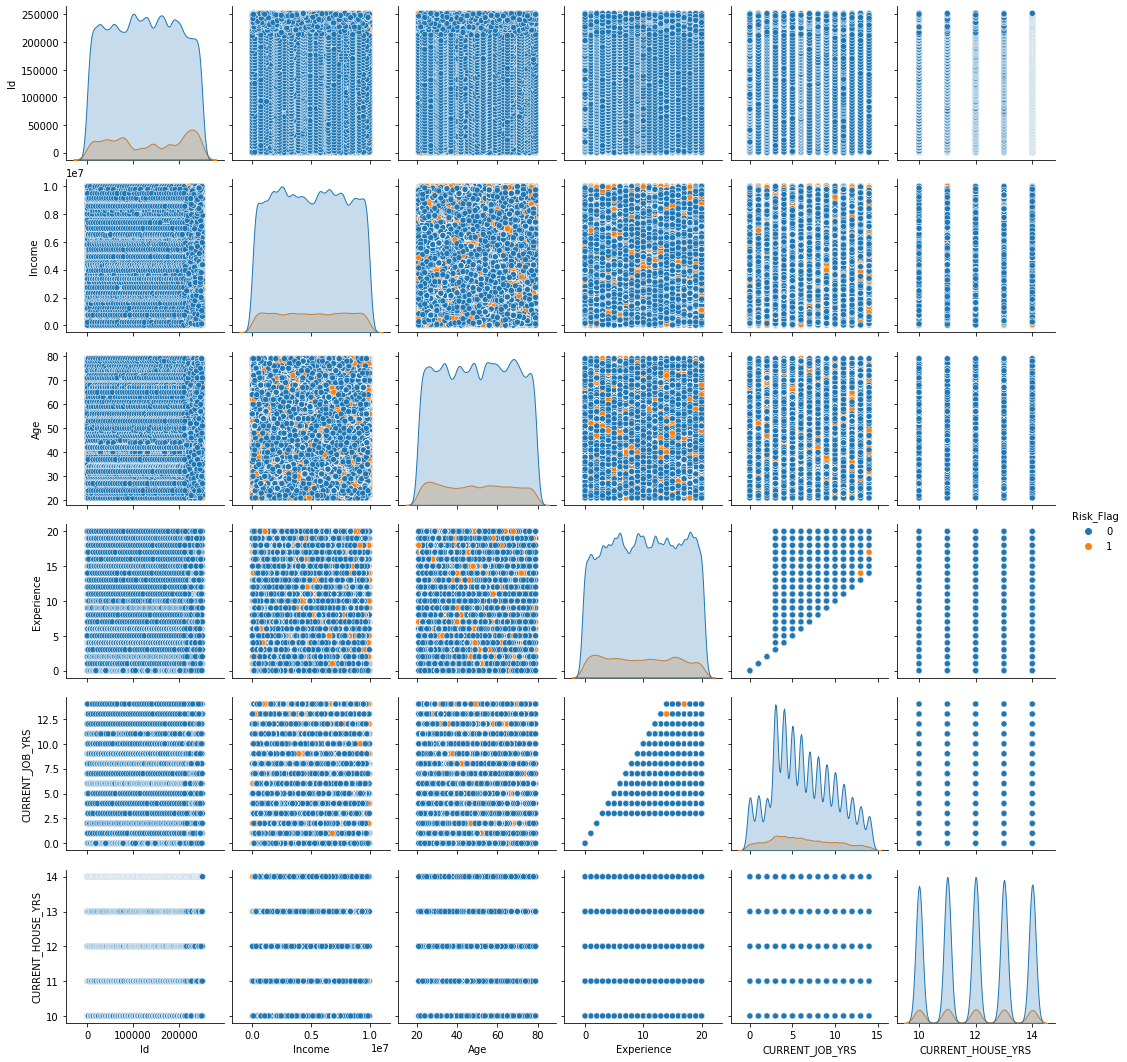 250000
200000
150000
100000
50000
0
Id
1e7
1.0
0.8
0.6
0.4
0.2
0.0
Income
80
70
60
50
40
30
20
Age
20
15
10
5
0
Experience
Risk_Flag
0
1
12.5
10.0
7.5
5.0
2.5
0.0
CURRENT_JOB_YRS
14
13
12
11
10
CURRENT_HOUSE_YRS
0 100000 200000
Id
0.0 0.5 1.0
1e7
Income
20 40 60 80
Age
0 10 20
Experience
0 5 10 15
CURRENT_JOB_YRS
10 12 14
CURRENT_HOUSE_YRS